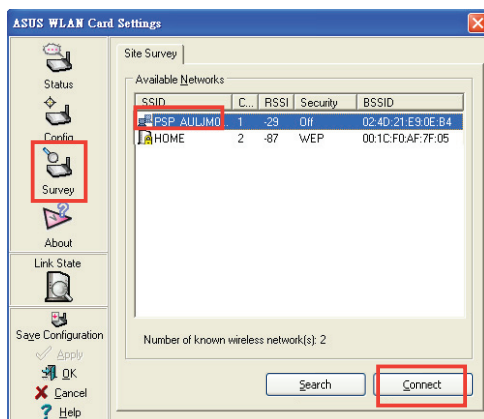 ASUS WLAN Card Settings
Status
Config
Survey
About
Link State
Save Configuration
Apply
OK
Cancel
Help
Site Survey
Available Networks
SSID C... RSSI Security BSSID
PSP_AULJM0... 1 -29 Off 02:4D:21:E9:0E:B4
HOME 2 -87 WEP 00:1C:F0:AF:7F:05
Number of known wireless network(s): 2
Search Connect